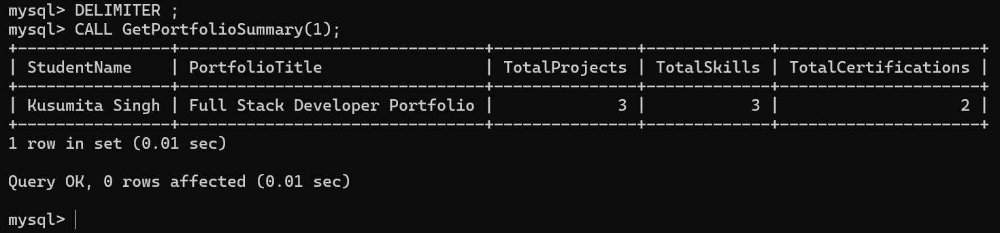 mysql> DELIMITER ;
mysql> CALL GetPortfolioSummary(1);
+----------------+-------------------------------+---------------+-------------+---------------------+
| StudentName    | PortfolioTitle                | TotalProjects | TotalSkills | TotalCertifications |
+----------------+-------------------------------+---------------+-------------+---------------------+
| Kusumita Singh | Full Stack Developer Portfolio |             3 |           3 |                   2 |
+----------------+-------------------------------+---------------+-------------+---------------------+
1 row in set (0.01 sec)
Query OK, 0 rows affected (0.01 sec)
mysql>